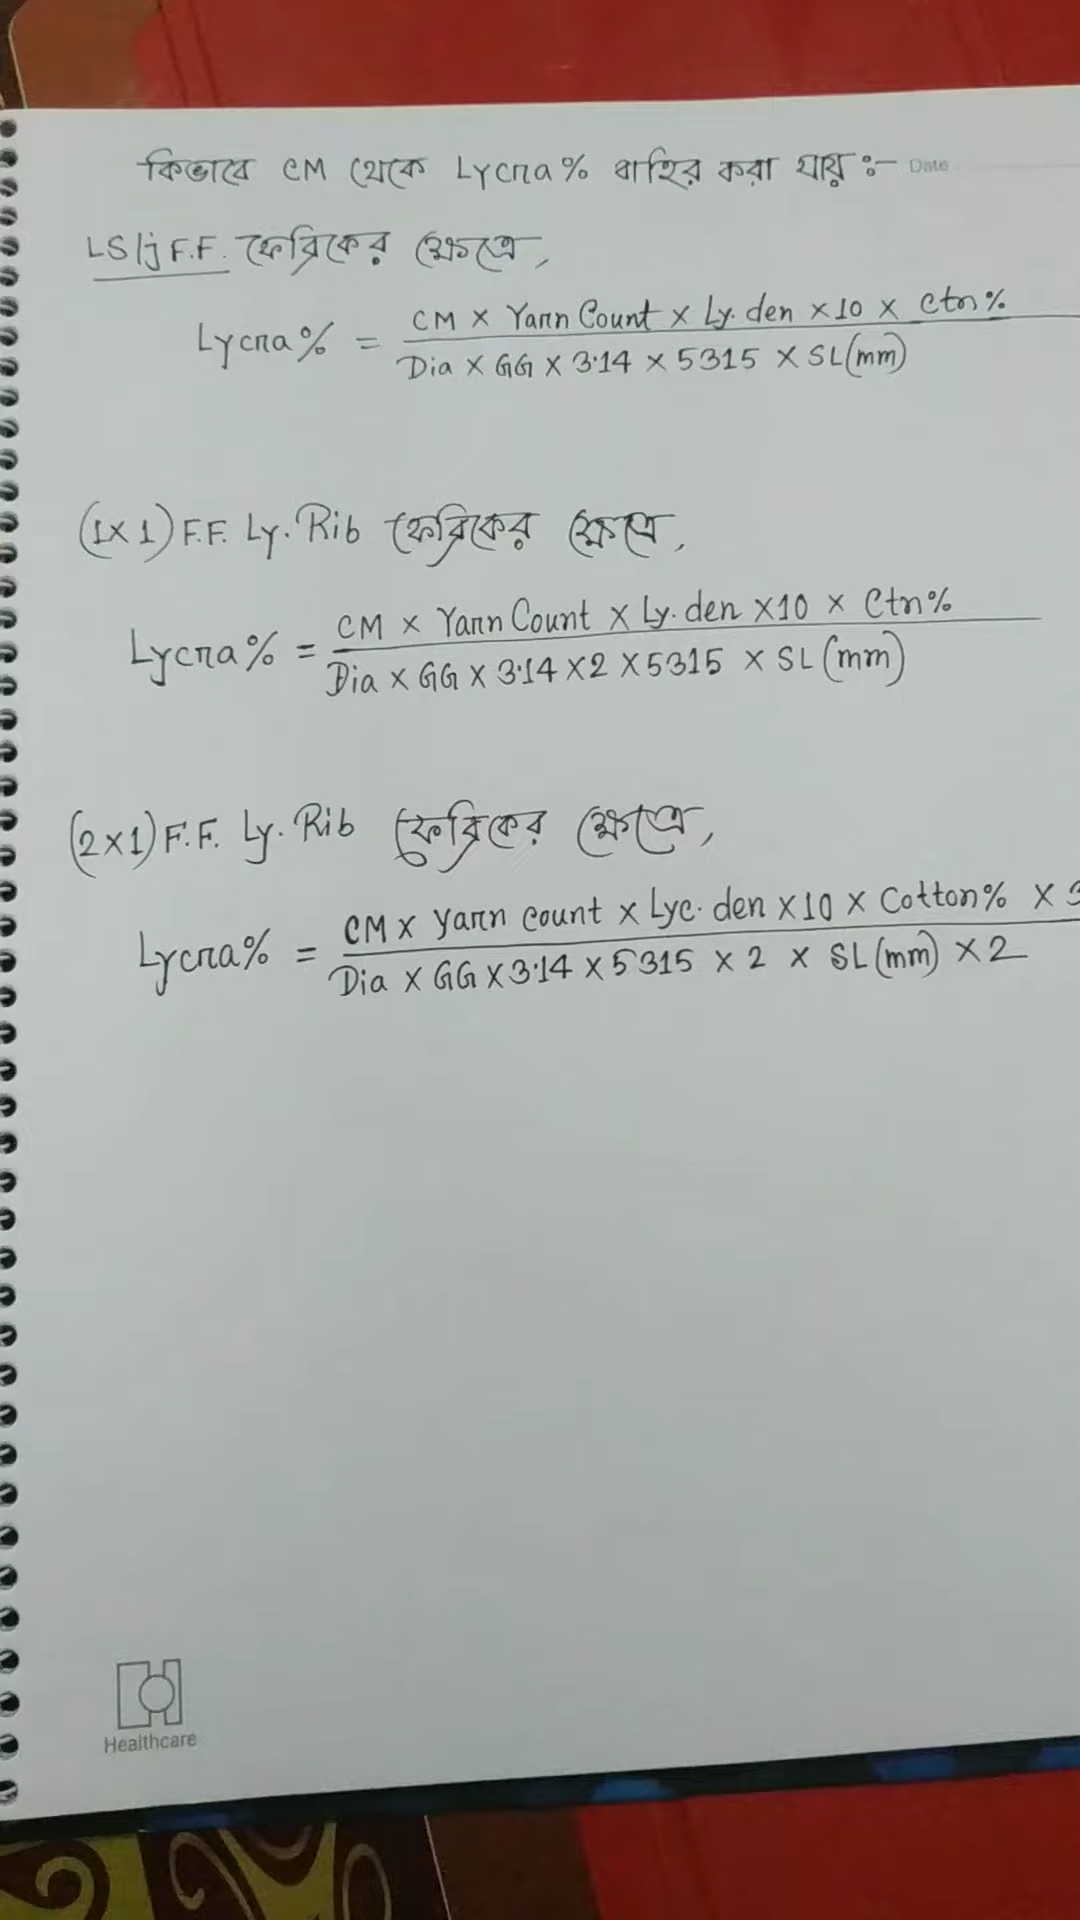 কিভাবে CM থেকে Lycra% বাহির করা যায়ঃ- Date
LS/j F.F. ফেব্রিকের ক্ষেত্রে,
Lycra% = CM × Yarn Count × Ly. den ×10 × Ctn%
Dia × GG × 3.14 × 5315 × SL(mm)
(1×1) F.F. Ly. Rib ফেব্রিকের ক্ষেত্রে,
Lycra% = CM × Yarn Count × Ly. den ×10 × Ctn%
Dia × GG × 3.14 ×2 ×5315 × SL(mm)
(2×1) F.F. Ly. Rib ফেব্রিকের ক্ষেত্রে,
Lycra% = CM × yarn count × Lyc. den ×10 × Cotton% ×
Dia × GG ×3.14 ×5315 × 2 × SL(mm) ×2
Healthcare